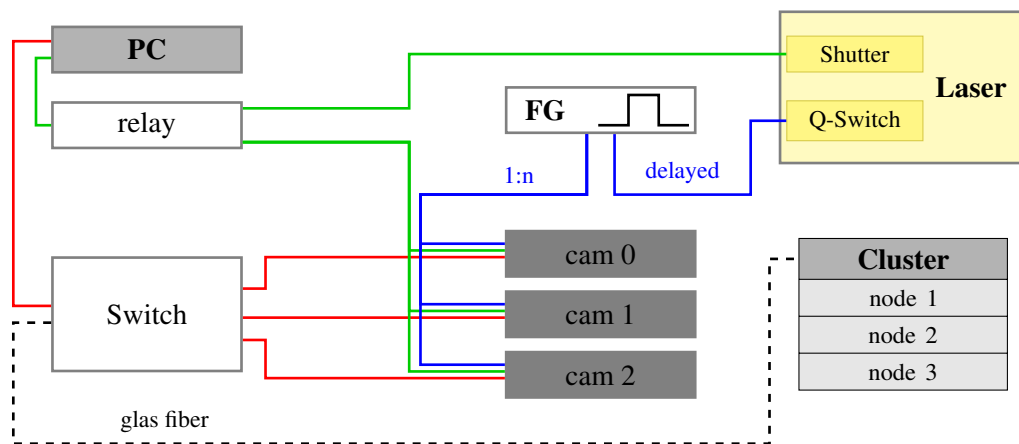 PC
relay
FG
Shutter
Laser
Q-Switch
1:n
delayed
cam 0
Cluster
node 1
Switch
cam 1
node 2
cam 2
node 3
glas fiber